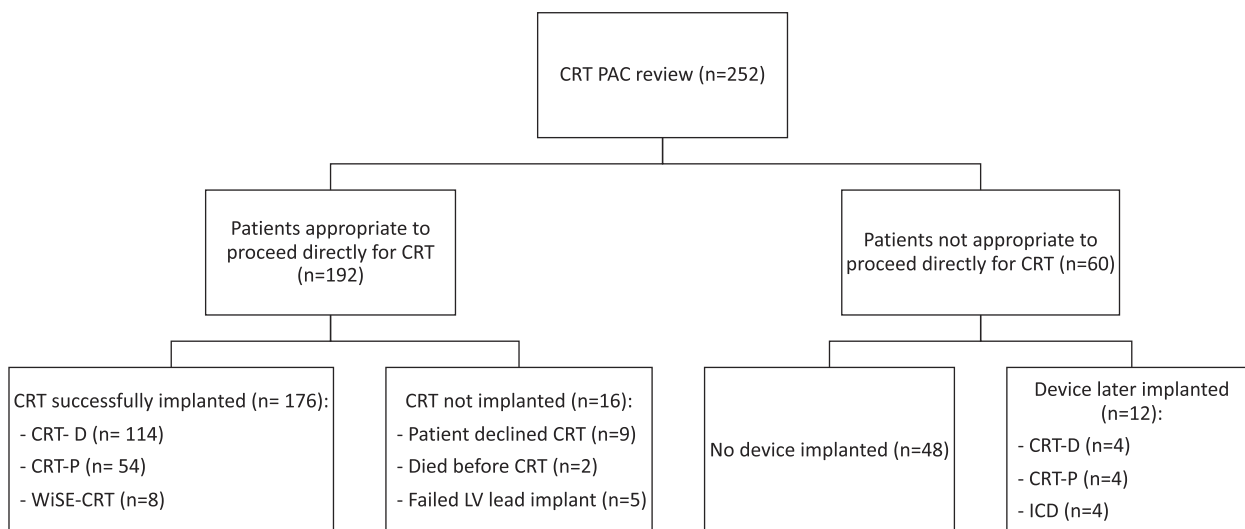 CRT PAC review (n=252)
Patients appropriate to
proceed directly for CRT
(n=192)
Patients not appropriate to
proceed directly for CRT (n=60)
CRT successfully implanted (n= 176):
- CRT- D (n= 114)
- CRT-P (n= 54)
- WiSE-CRT (n=8)
CRT not implanted (n=16):
- Patient declined CRT (n=9)
- Died before CRT (n=2)
- Failed LV lead implant (n=5)
No device implanted (n=48)
Device later implanted
(n=12):
- CRT-D (n=4)
- CRT-P (n=4)
- ICD (n=4)